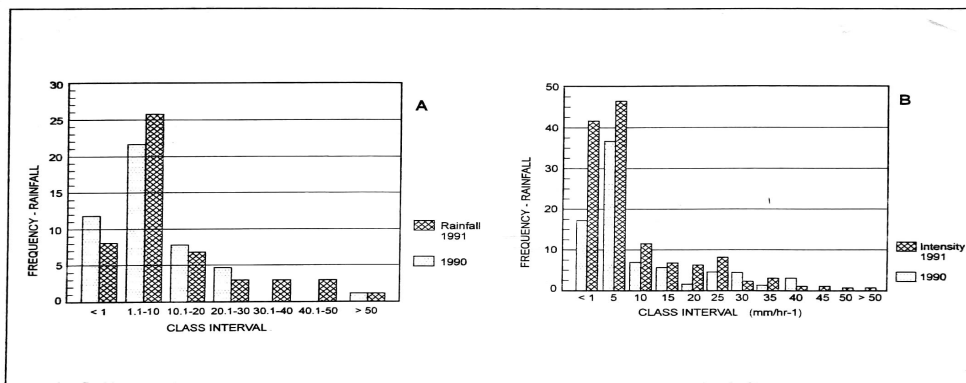 A
30
25
20
15
10
5
0
FREQUENCY - RAINFALL
< 1 1.1-10 10.1-20 20.1-30 30.1-40 40.1-50 > 50
CLASS INTERVAL
Rainfall
1991
1990
B
50
40
30
20
10
0
FREQUENCY - RAINFALL
< 1 5 10 15 20 25 30 35 40 45 50 > 50
CLASS INTERVAL (mm/hr-1)
Intensity
1991
1990